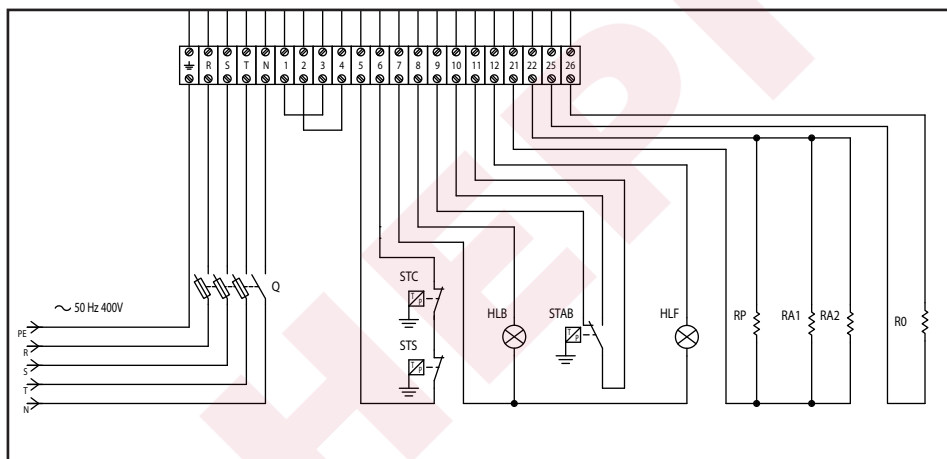 R S T N 1 2 3 4 5 6 7 8 9 10 11 12 21 22 25 26
Q
STC
T P
50 Hz 400V
PE
R
S
T
N
STS
T P
HLB
STAB
T P
HLF
RP
RA1
RA2
R0
HEPI